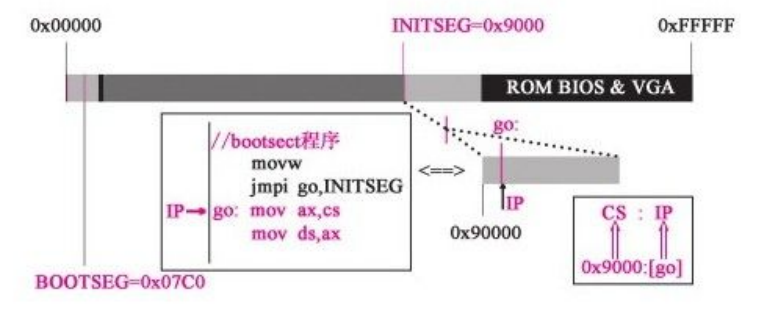 0x00000
INITSEG=0x9000
0xFFFFF
ROM BIOS & VGA
//bootsect程序
movw
jmpi go,INITSEG
IP go: mov ax,cs
mov ds,ax
<==>
go:
IP
0x90000
CS : IP
0x9000:[go]
BOOTSEG=0x07C0